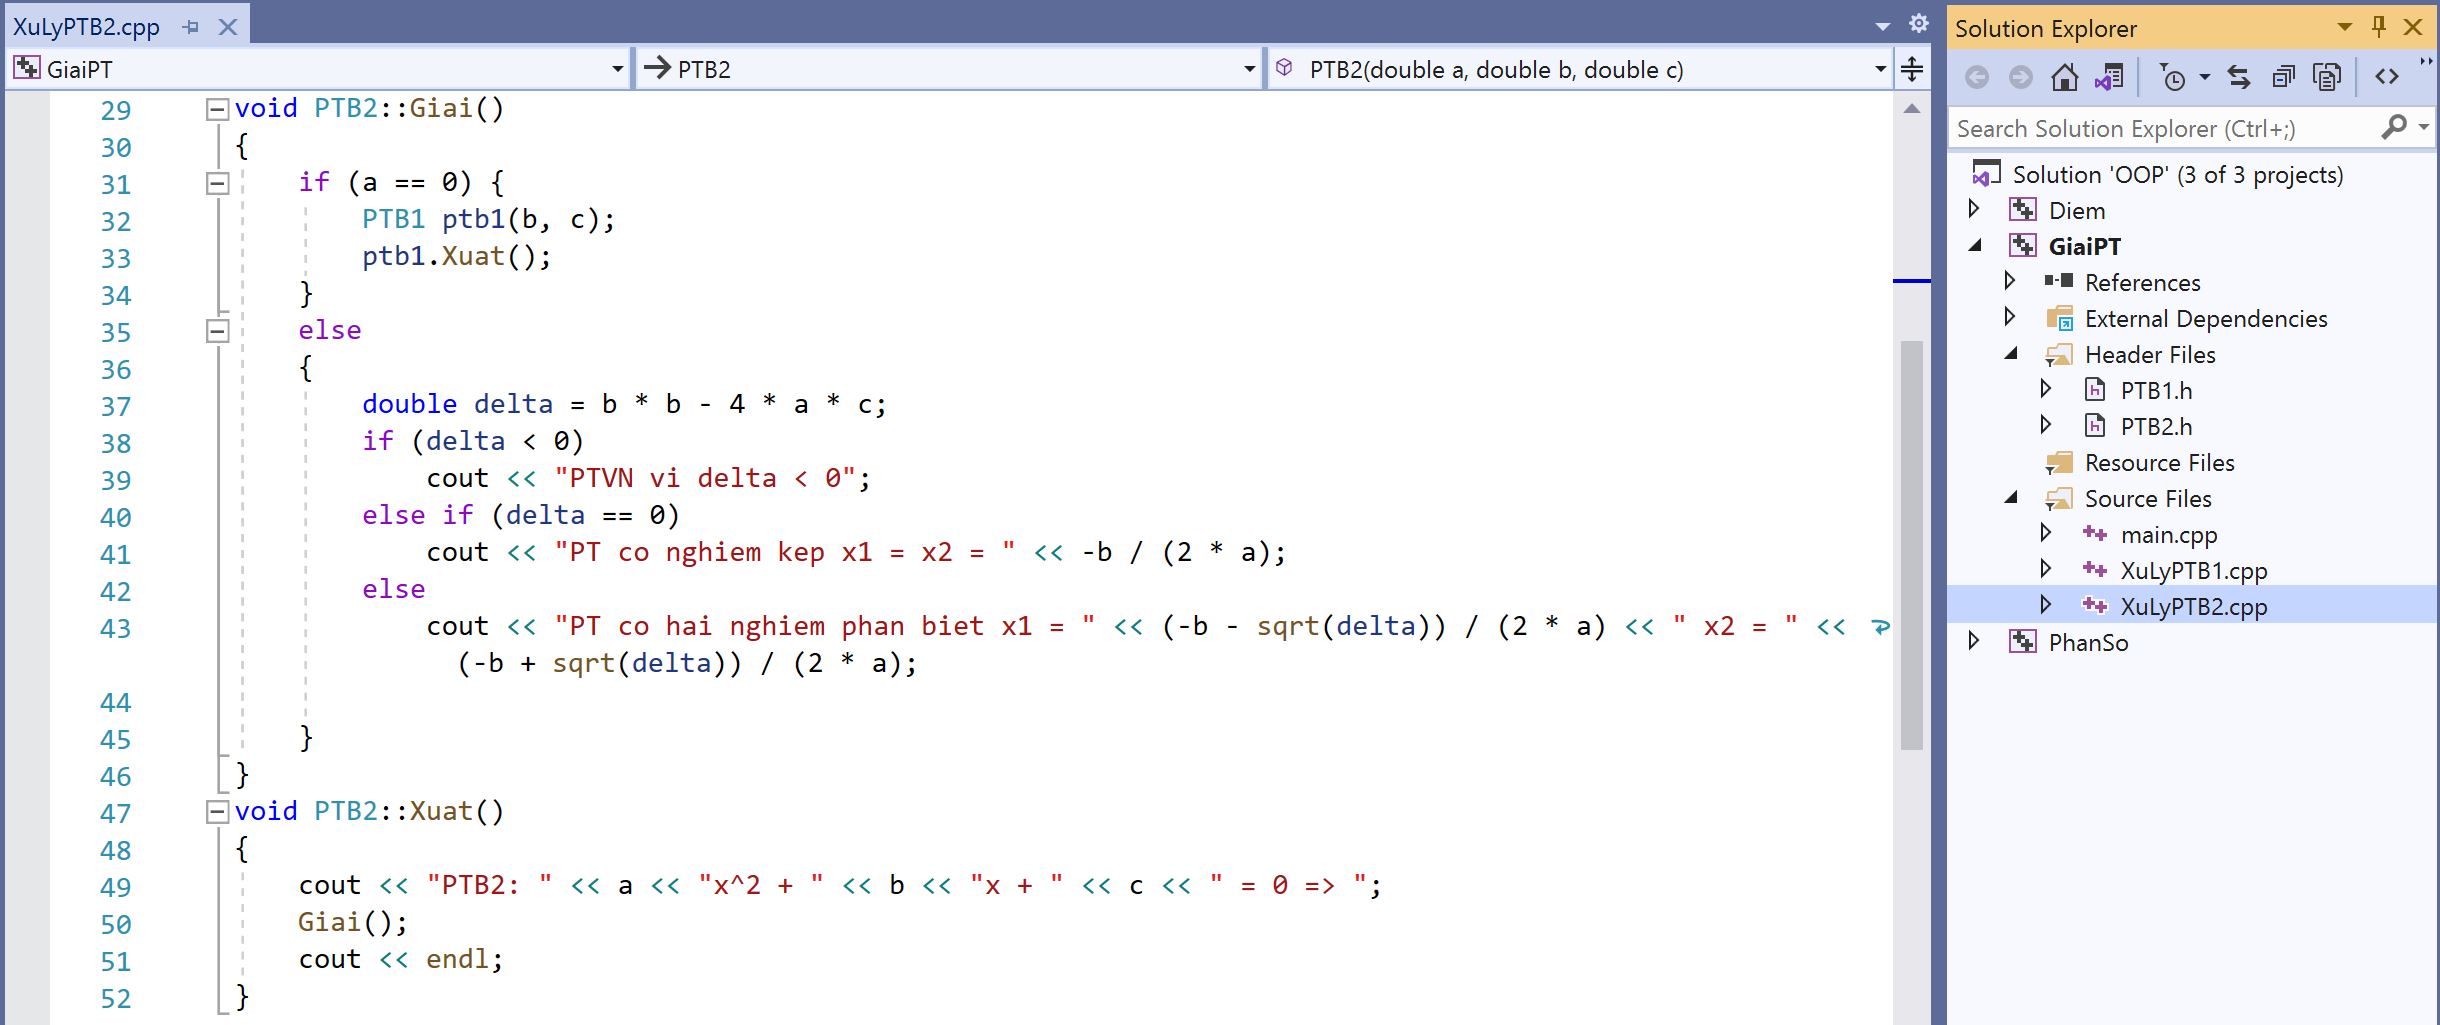 XuLyPTB2.cpp
GiaiPT
PTB2
PTB2(double a, double b, double c)
29 void PTB2::Giai()
30 {
31 if (a == 0) {
32 PTB1 ptb1(b, c);
33 ptb1.Xuat();
34 }
35 else
36 {
37 double delta = b * b - 4 * a * c;
38 if (delta < 0)
39 cout << "PTVN vi delta < 0";
40 else if (delta == 0)
41 cout << "PT co nghiem kep x1 = x2 = " << -b / (2 * a);
42 else
43 cout << "PT co hai nghiem phan biet x1 = " << (-b - sqrt(delta)) / (2 * a) << " x2 = " <<
(-b + sqrt(delta)) / (2 * a);
44
45 }
46 }
47 void PTB2::Xuat()
48 {
49 cout << "PTB2: " << a << "x^2 + " << b << "x + " << c << " = 0 => ";
50 Giai();
51 cout << endl;
52 }
Solution Explorer
Search Solution Explorer (Ctrl+;)
Solution 'OOP' (3 of 3 projects)
Diem
GiaiPT
References
External Dependencies
Header Files
PTB1.h
PTB2.h
Resource Files
Source Files
main.cpp
XuLyPTB1.cpp
XuLyPTB2.cpp
PhanSo